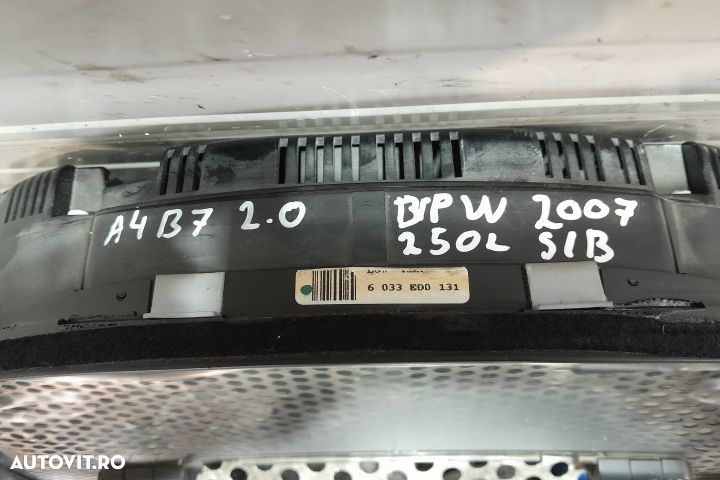 A4 B7 2.0
BPW 2007
250L SIB
6 033 ED0 131
AUTOVIT.RO